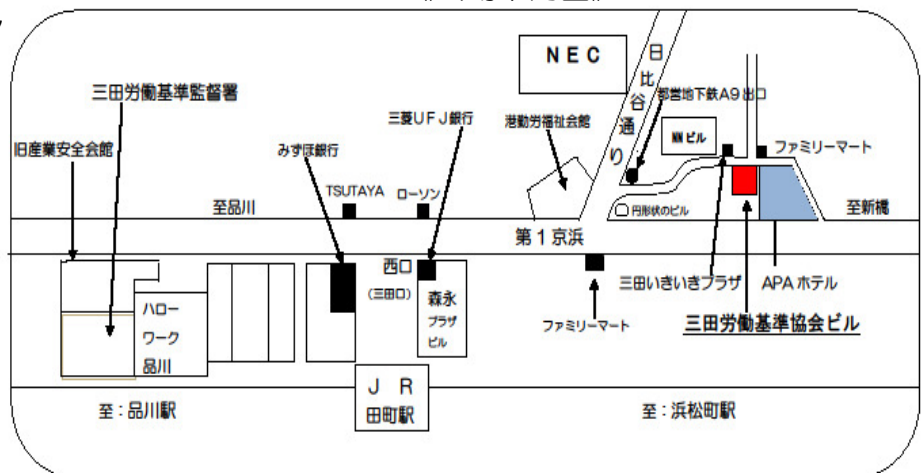 NEC
日比谷通り
三田労働基準監督署
都営地下鉄A9出口
三菱UFJ銀行
港勤労福祉会館
NNビル
旧産業安全会館
みずほ銀行
ファミリーマート
TSUTAYA
ローソン
至品川
円形状のビル
至新橋
第1京浜
西口
(三田口)
三田いきいきプラザ
APAホテル
森永
プラザ
ビル
ハロー
ワーク
品川
ファミリーマート
三田労働基準協会ビル
JR
田町駅
至:品川駅
至:浜松町駅